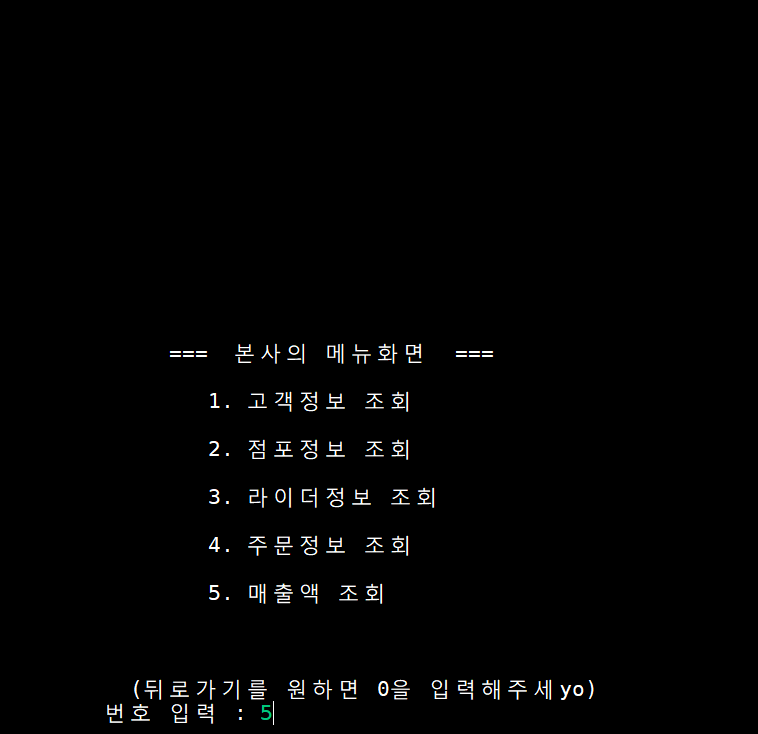 === 본사의 메뉴화면 ===
1. 고객정보 조회
2. 점포정보 조회
3. 라이더정보 조회
4. 주문정보 조회
5. 매출액 조회
(뒤로가기를 원하면 0을 입력해주세yo)
번호 입력 : 5